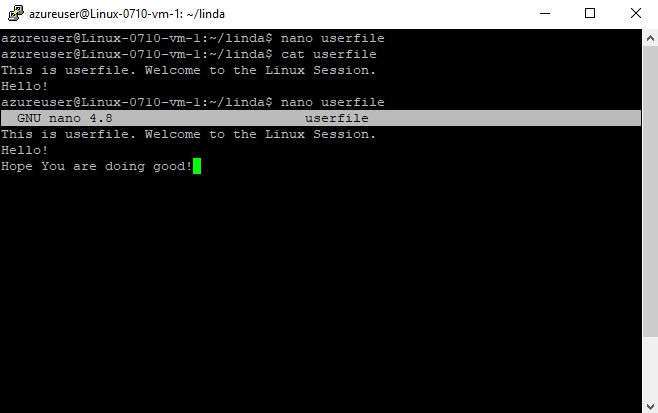 azureuser@Linux-0710-vm-1: ~/linda
azureuser@Linux-0710-vm-1:~/linda$ nano userfile
azureuser@Linux-0710-vm-1:~/linda$ cat userfile
This is userfile. Welcome to the Linux Session.
Hello!
azureuser@Linux-0710-vm-1:~/linda$ nano userfile
GNU nano 4.8 userfile
This is userfile. Welcome to the Linux Session.
Hello!
Hope You are doing good!